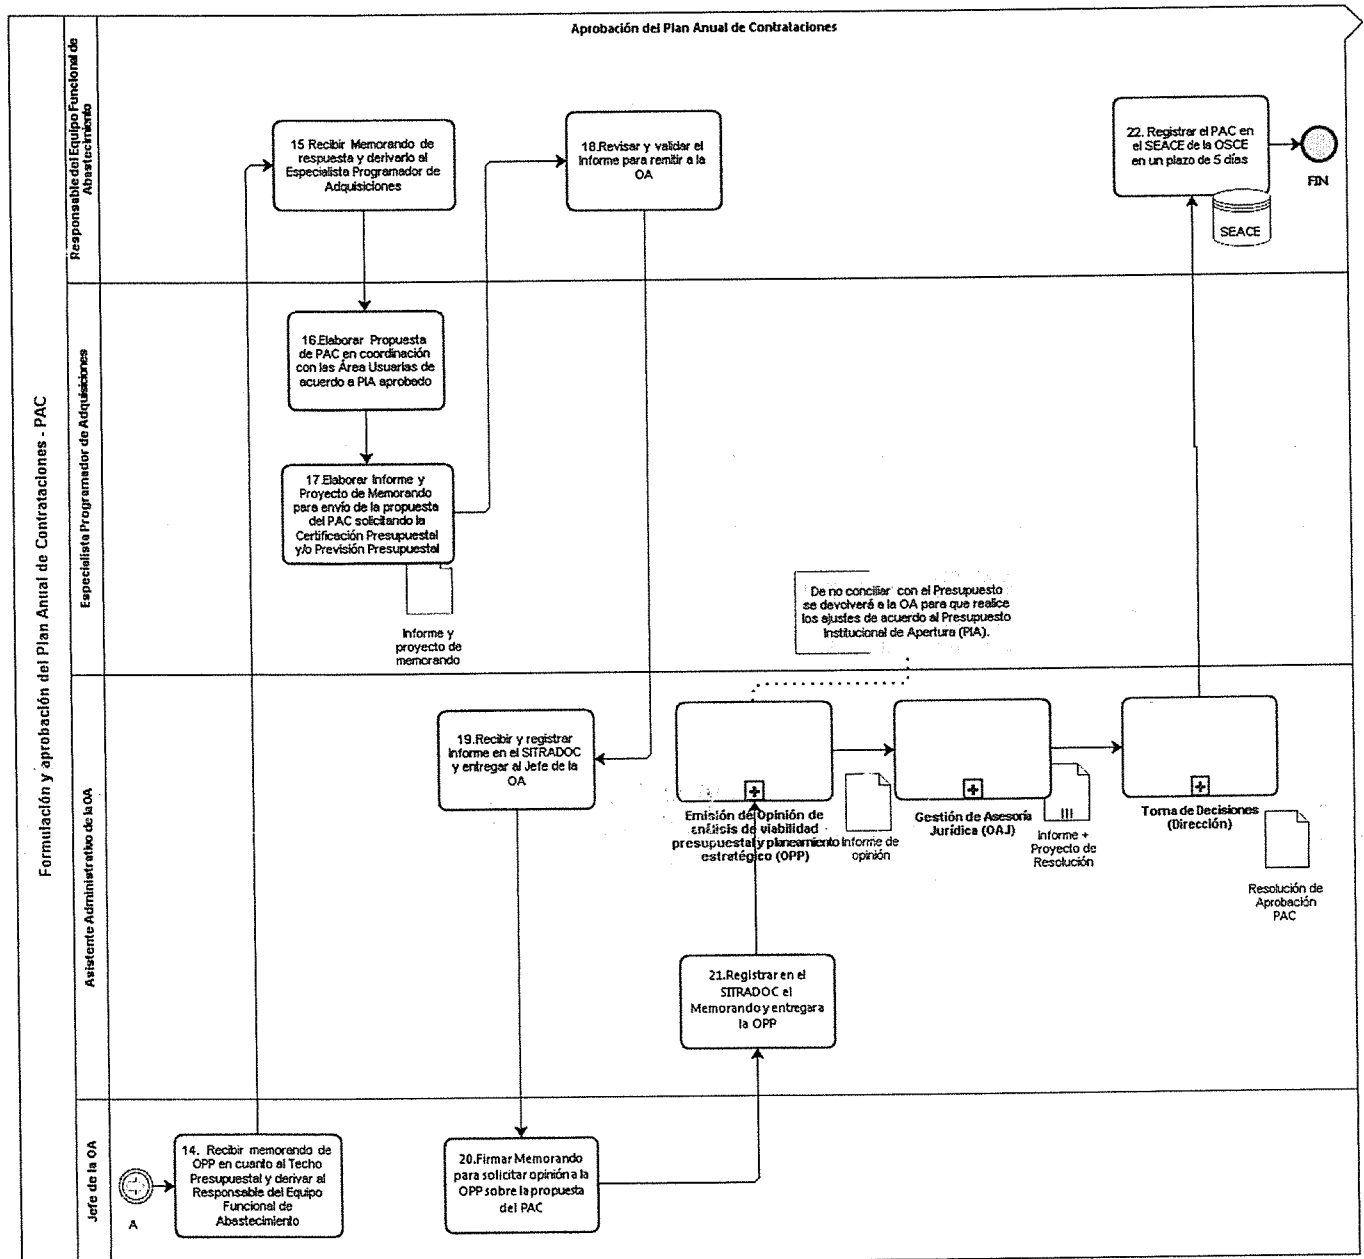 Aprobación del Plan Anual de Contrataciones
Formulación y aprobación del Plan Anual de Contrataciones - PAC
Responsable del Equipo Funcional de
Abastecimiento
15 Recibir Memorando de
respuesta y derivarlo al
Especialista Programador de
Adquisiciones
18.Revisar y validar el
Informe para remitir a la
OA
22. Registrar el PAC en
el SEACE de la OSCE
en un plazo de 5 días
SEACE
FIN
Especialista Programador de Adquisiciones
16.Elaborar Propuesta
de PAC en coordinación
con las Área Usuarias de
acuerdo a PIA aprobado
17.Elaborar Informe y
Proyecto de Memorando
para envío de la propuesta
del PAC solicitando la
Certificación Presupuestal
y/o Previsión Presupuestal
Informe y
proyecto de
memorando
De no conciliar con el Presupuesto
se devolverá a la OA para que realice
los ajustes de acuerdo al Presupuesto
Institucional de Apertura (PIA).
Asistente Administrativo de la OA
19.Recibir y registrar
Informe en el SITRADOC
y entregar al Jefe de la
OA
Emisión de Opinión de
análisis de viabilidad
presupuestal y planeamiento
estratégico (OPP)
Informe de
opinión
Gestión de Asesoría
Jurídica (OAJ)
Informe +
Proyecto de
Resolución
Toma de Decisiones
(Dirección)
Resolución de
Aprobación
PAC
21.Registrar en el
SITRADOC el
Memorando y entregar a
la OPP
Jefe de la OA
A
14. Recibir memorando de
OPP en cuanto al Techo
Presupuestal y derivar al
Responsable del Equipo
Funcional de
Abastecimiento
20.Firmar Memorando
para solicitar opinión a la
OPP sobre la propuesta
del PAC